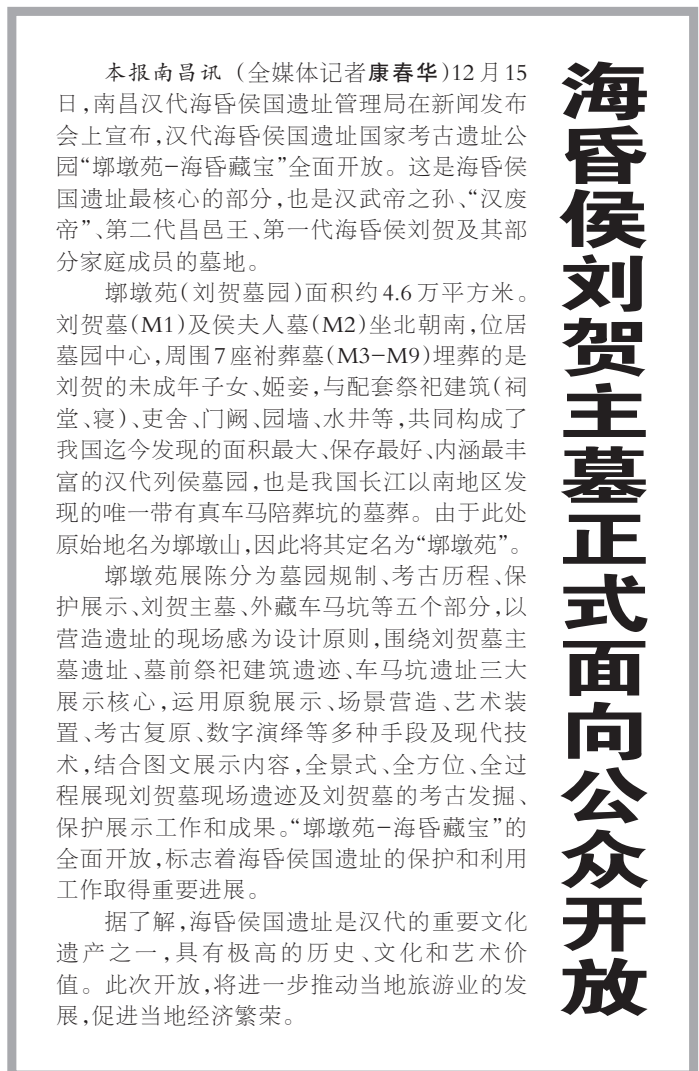 海昏侯刘贺主墓正式面向公众开放
本报南昌讯（全媒体记者康春华）12月15
日，南昌汉代海昏侯国遗址管理局在新闻发布
会上宣布，汉代海昏侯国遗址国家考古遗址公
园“墎墩苑-海昏藏宝”全面开放。这是海昏侯
国遗址最核心的部分，也是汉武帝之孙、“汉废
帝”、第二代昌邑王、第一代海昏侯刘贺及其部
分家庭成员的墓地。
墎墩苑（刘贺墓园）面积约4.6万平方米。
刘贺墓（M1）及侯夫人墓（M2）坐北朝南，位居
墓园中心，周围7座祔葬墓（M3-M9）埋葬的是
刘贺的未成年子女、姬妾，与配套祭祀建筑（祠
堂、寝）、吏舍、门阙、园墙、水井等，共同构成了
我国迄今发现的面积最大、保存最好、内涵最丰
富的汉代列侯墓园，也是我国长江以南地区发
现的唯一带有真车马陪葬坑的墓葬。由于此处
原始地名为墎墩山，因此将其定名为“墎墩苑”。
墎墩苑展陈分为墓园规制、考古历程、保
护展示、刘贺主墓、外藏车马坑等五个部分，以
营造遗址的现场感为设计原则，围绕刘贺墓主
墓遗址、墓前祭祀建筑遗迹、车马坑遗址三大
展示核心，运用原貌展示、场景营造、艺术装
置、考古复原、数字演绎等多种手段及现代技
术，结合图文展示内容，全景式、全方位、全过
程展现刘贺墓现场遗迹及刘贺墓的考古发掘、
保护展示工作和成果。“墎墩苑-海昏藏宝”的
全面开放，标志着海昏侯国遗址的保护和利用
工作取得重要进展。
据了解，海昏侯国遗址是汉代的重要文化
遗产之一，具有极高的历史、文化和艺术价
值。此次开放，将进一步推动当地旅游业的发
展，促进当地经济繁荣。